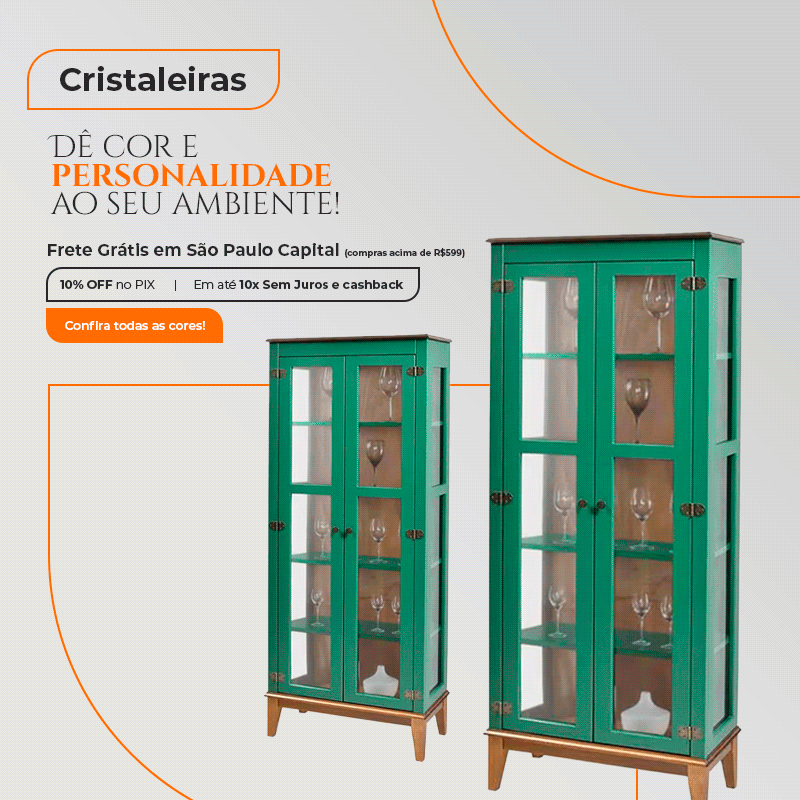 Cristaleiras
DÊ COR E
PERSONALIDADE
AO SEU AMBIENTE!
Frete Grátis em São Paulo Capital (compras acima de R$599)
10% OFF no PIX | Em até 10x Sem Juros e cashback
Confira todas as cores!